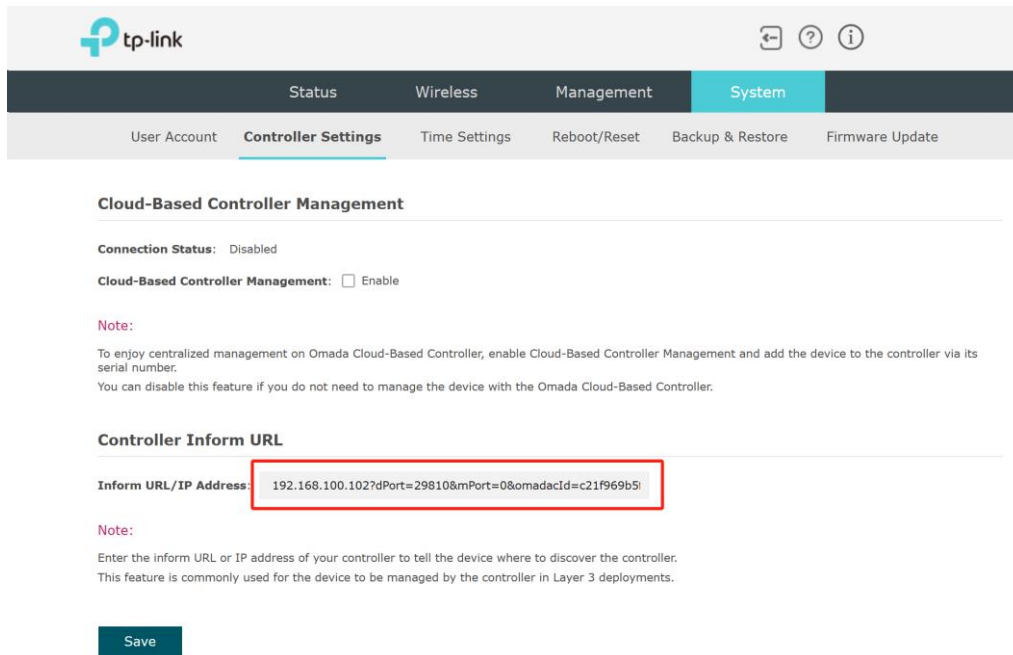 tp-link
Status Wireless Management System
User Account Controller Settings Time Settings Reboot/Reset Backup & Restore Firmware Update
Cloud-Based Controller Management
Connection Status: Disabled
Cloud-Based Controller Management: Enable
Note:
To enjoy centralized management on Omada Cloud-Based Controller, enable Cloud-Based Controller Management and add the device to the controller via its
serial number.
You can disable this feature if you do not need to manage the device with the Omada Cloud-Based Controller.
Controller Inform URL
Inform URL/IP Address: 192.168.100.102?dPort=29810&mPort=0&omadacId=c21f969b5
Note:
Enter the inform URL or IP address of your controller to tell the device where to discover the controller.
This feature is commonly used for the device to be managed by the controller in Layer 3 deployments.
Save